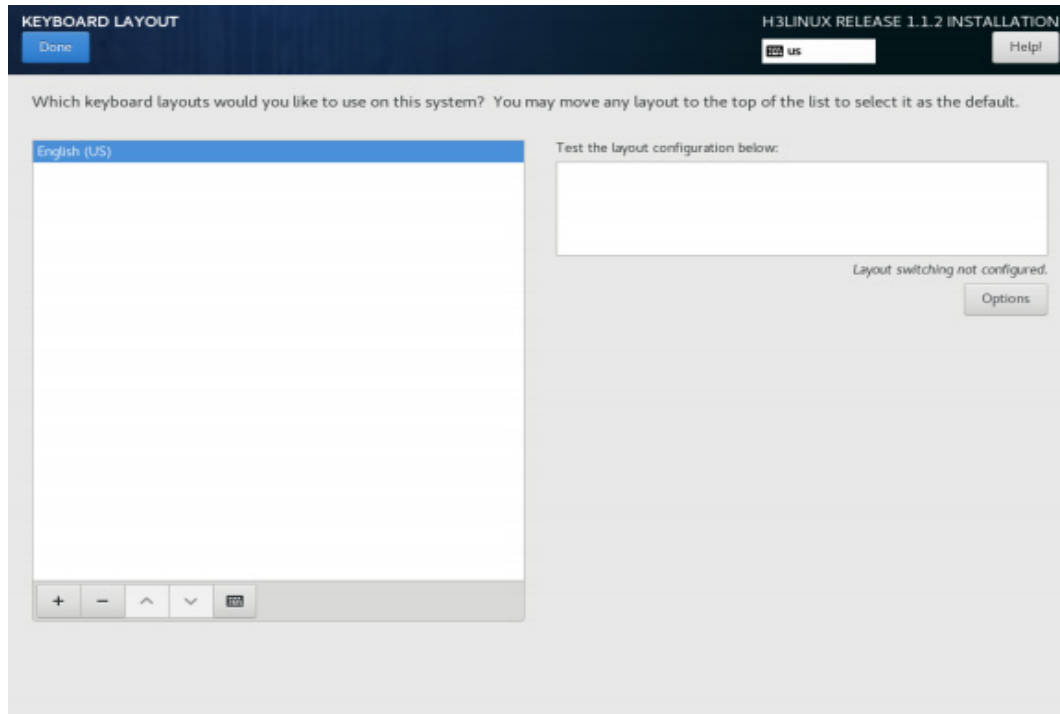 KEYBOARD LAYOUT
H3LINUX RELEASE 1.1.2 INSTALLATION
Done
us
Help!
Which keyboard layouts would you like to use on this system? You may move any layout to the top of the list to select it as the default.
English (US)
Test the layout configuration below:
Layout switching not configured.
Options